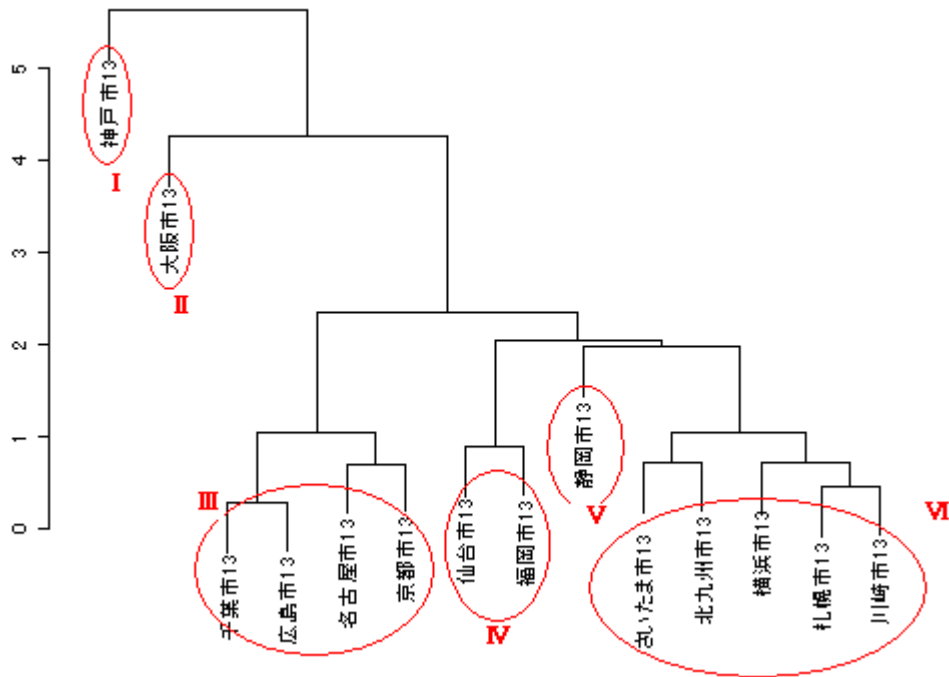 5
4
3
2
1
0
神戸市13
I
大阪市13
II
III
千葉市13
広島市13
名古屋市13
京都市13
仙台市13
福岡市13
IV
静岡市13
V
さいたま市13
北九州市13
横浜市13
札幌市13
川崎市13
VI